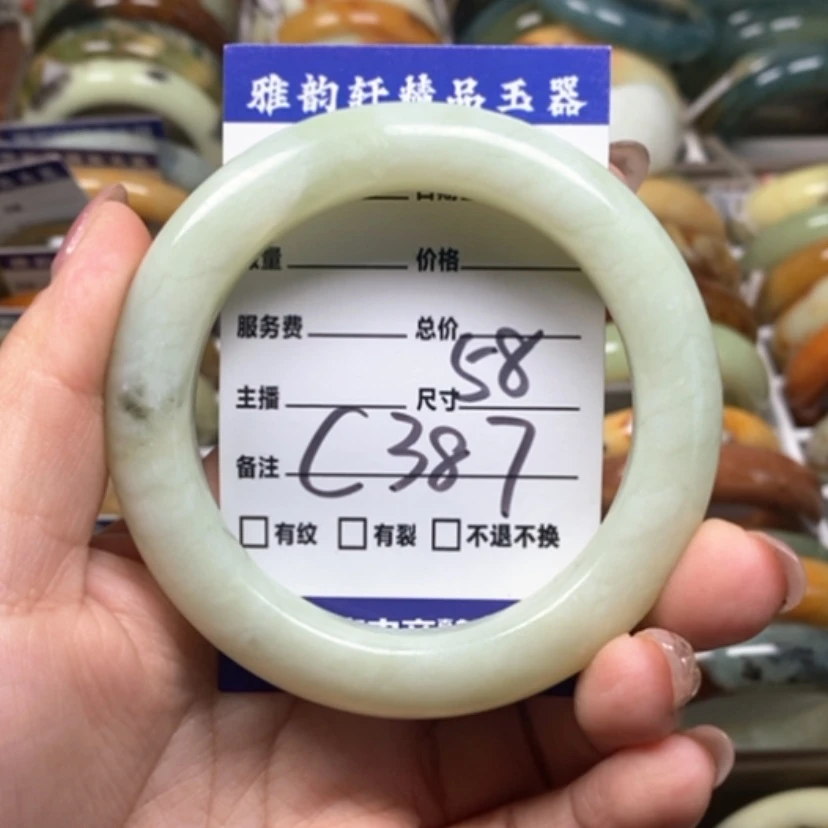 雅韵轩精品玉器
量 价格
服务费 总价
主播 尺寸 58
备注 C387
□有纹 □有裂 □不退不换